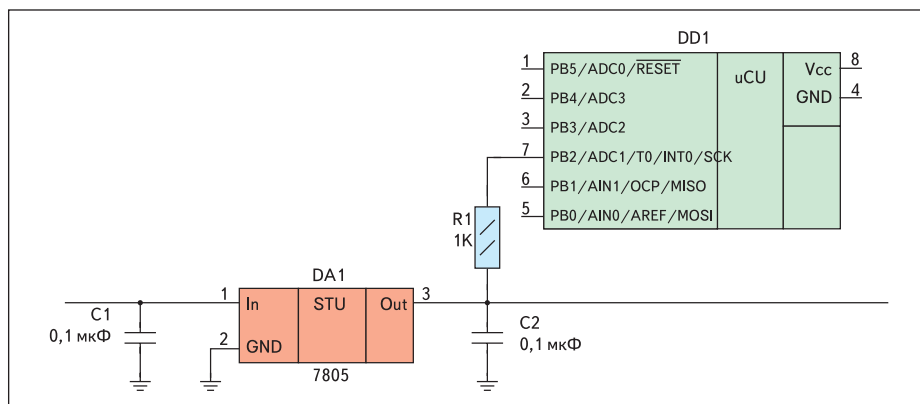 DD1
1 PB5/ADC0/RESET uCU Vcc 8
2 PB4/ADC3 GND 4
3 PB3/ADC2
7 PB2/ADC1/T0/INT0/SCK
6 PB1/AIN1/OCP/MISO
5 PB0/AIN0/AREF/MOSI
R1
1K
DA1
C1
0,1 мкФ
1 In STU Out 3
2 GND
7805
C2
0,1 мкФ